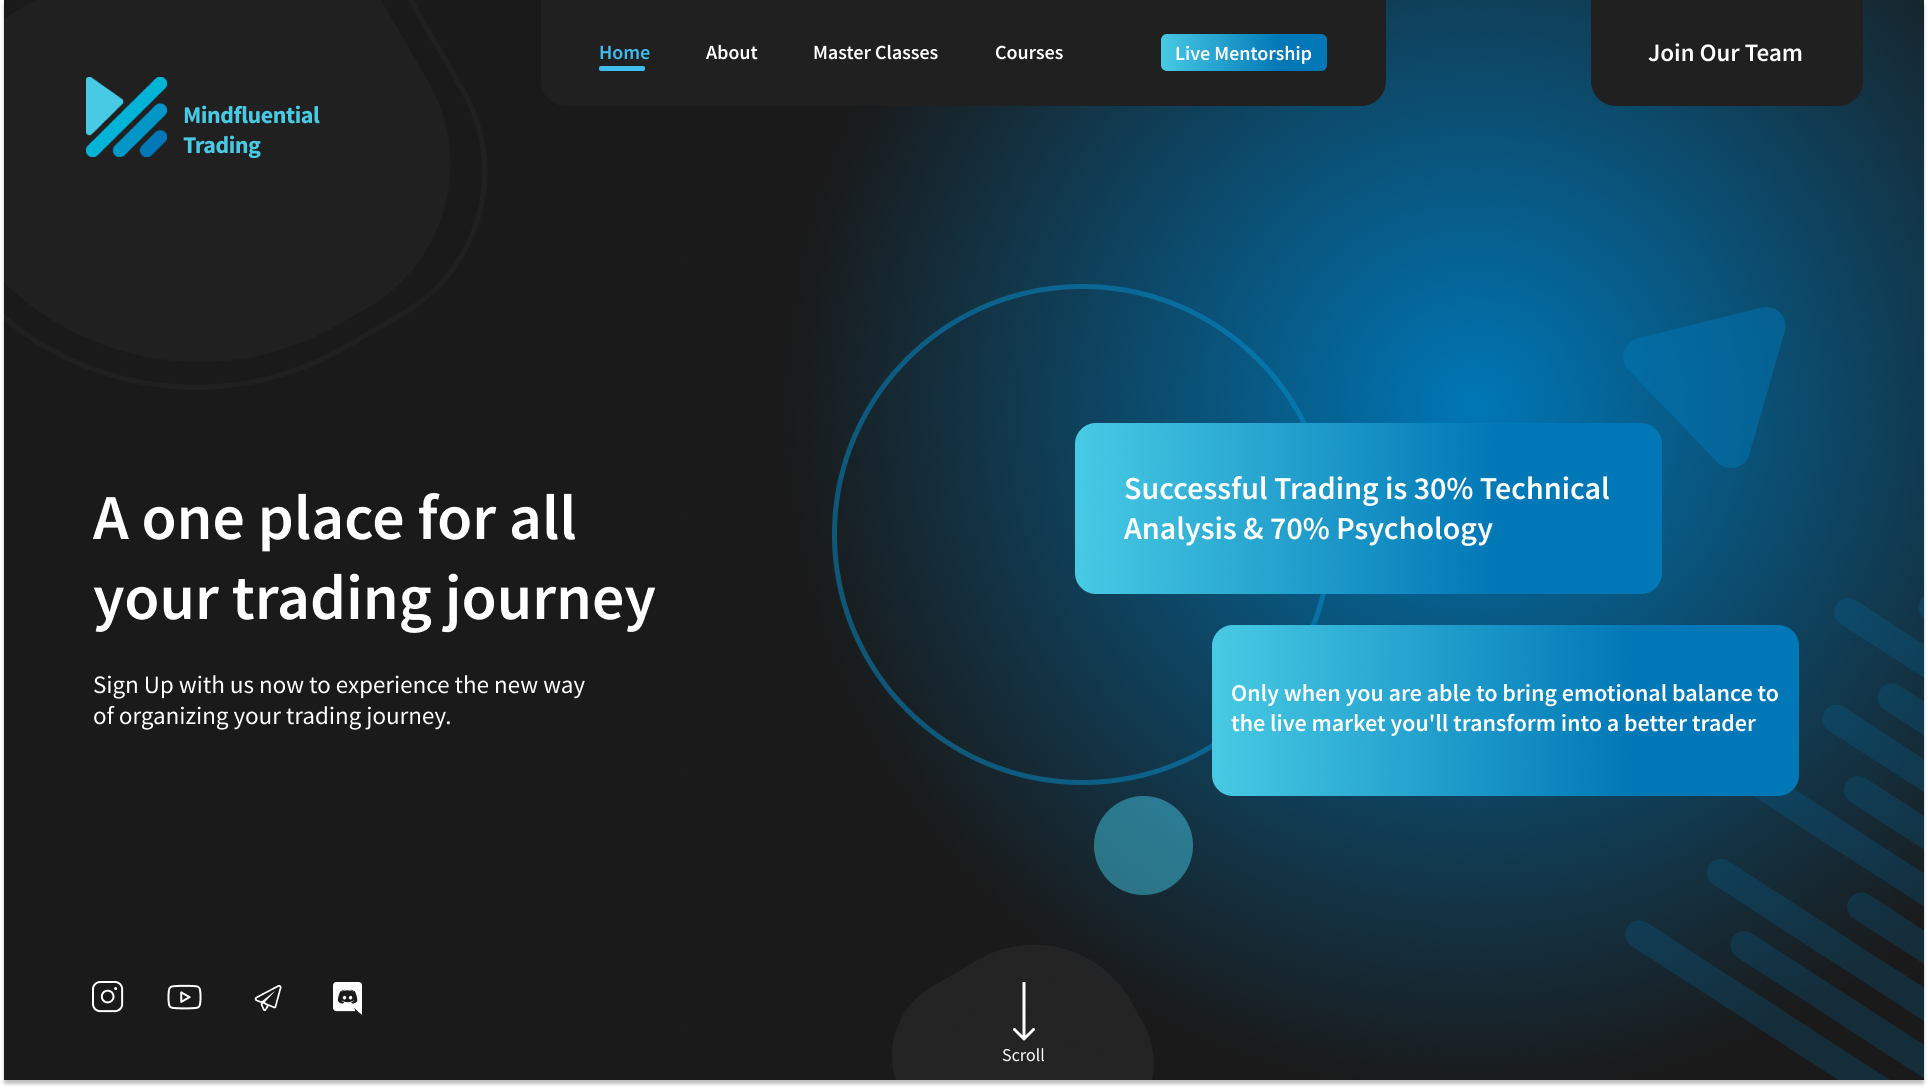 Home
About
Master Classes
Courses
Live Mentorship
Join Our Team
Mindfluential
Trading
A one place for all
your trading journey
Sign Up with us now to experience the new way
of organizing your trading journey.
Successful Trading is 30% Technical
Analysis & 70% Psychology
Only when you are able to bring emotional balance to
the live market you'll transform into a better trader
Scroll